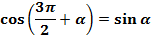 cos(3π/2 + α) = sin α